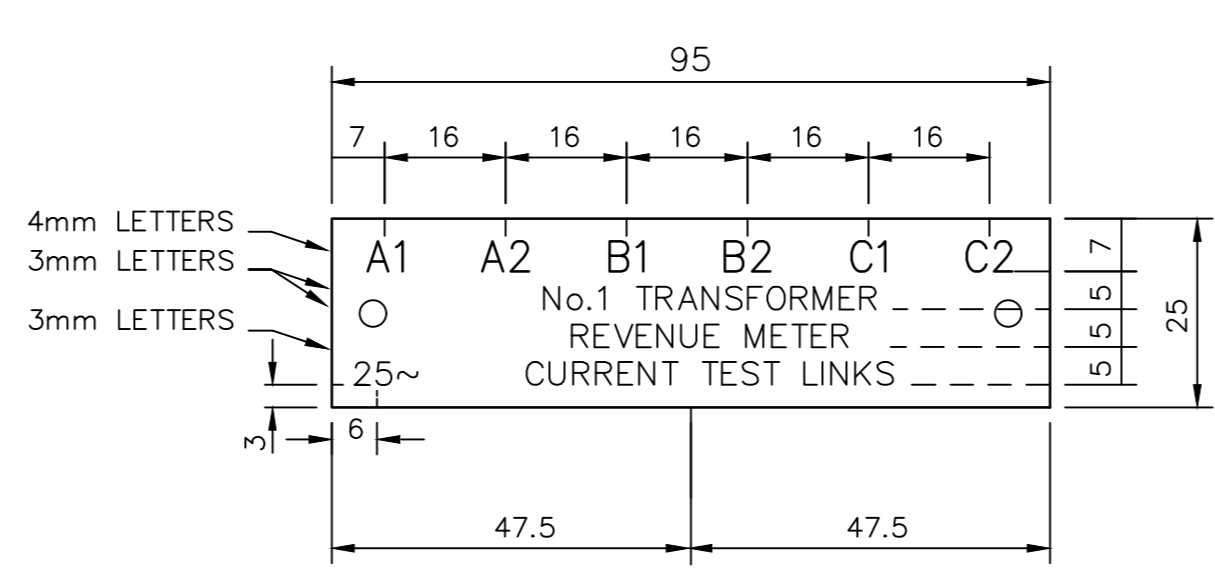 95
7 16 16 16 16 16
4mm LETTERS
3mm LETTERS
3mm LETTERS
A1 A2 B1 B2 C1 C2
No.1 TRANSFORMER
REVENUE METER
25~ CURRENT TEST LINKS
7
5
5
5
25
3
6
47.5 47.5